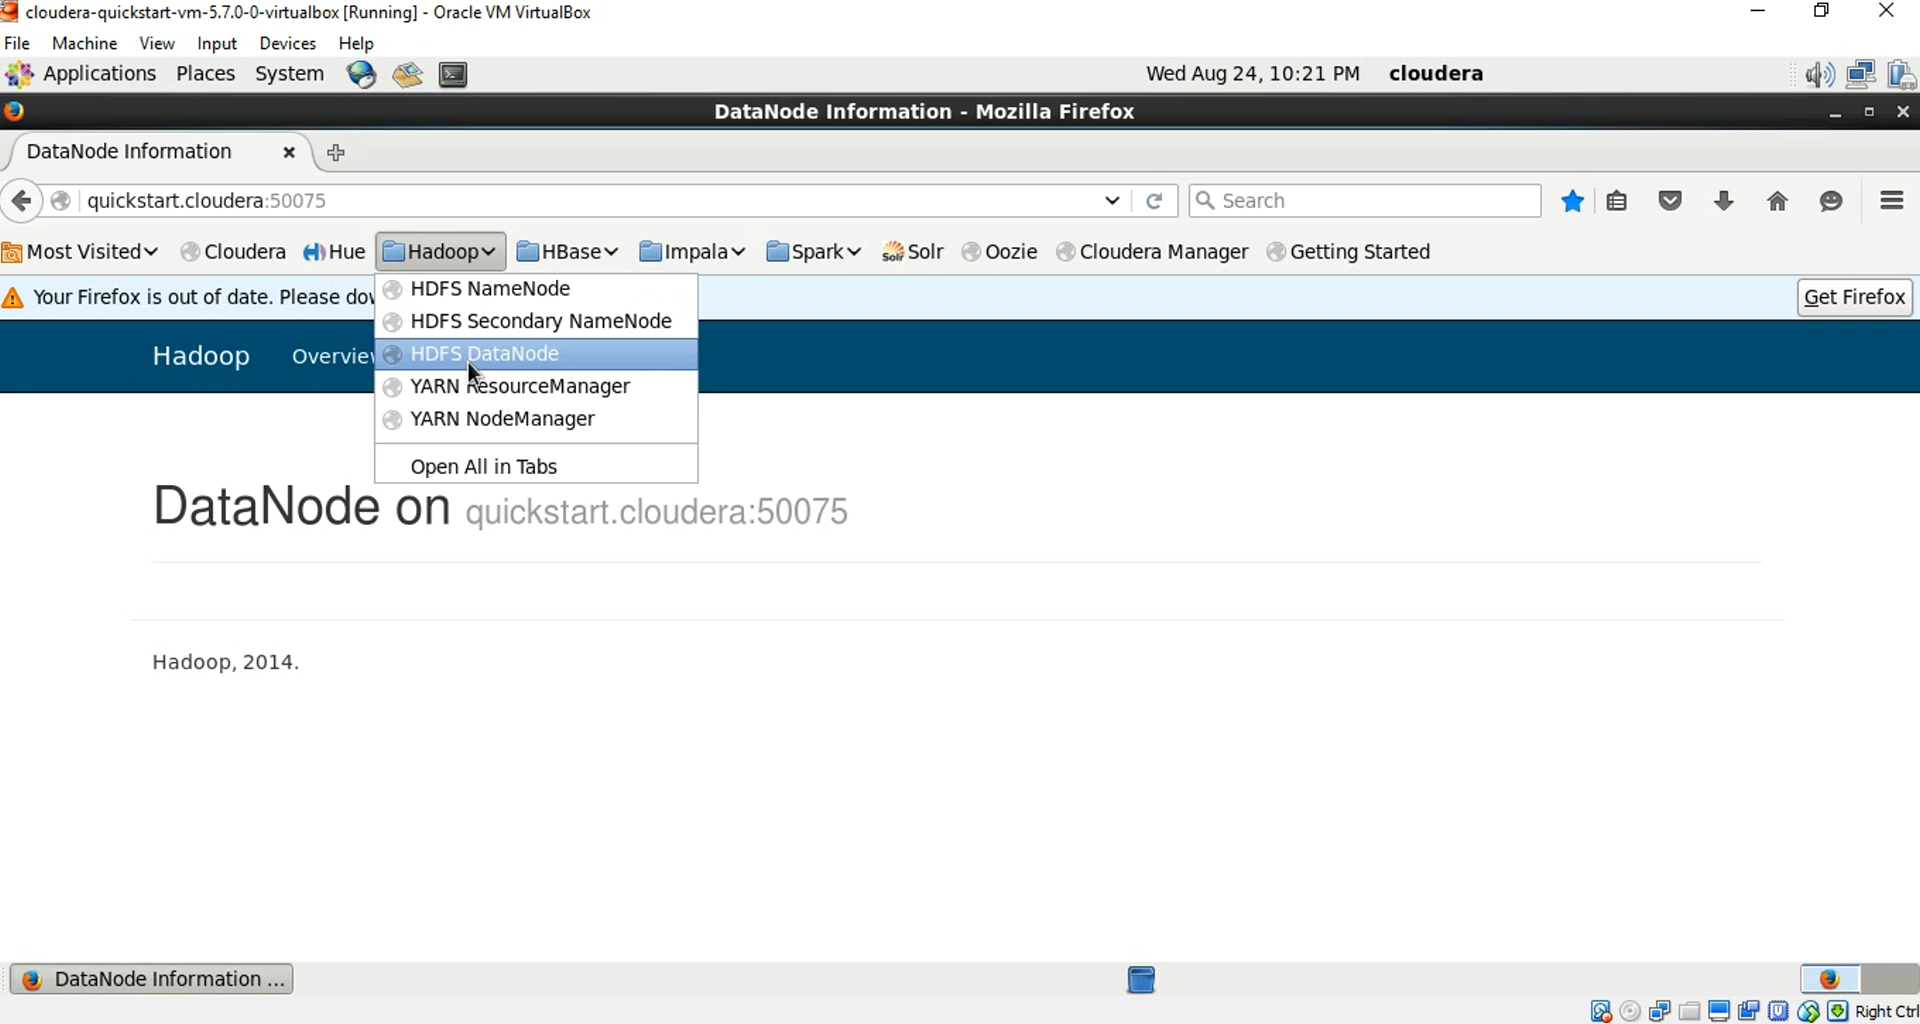 cloudera-quickstart-vm-5.7.0-0-virtualbox [Running] - Oracle VM VirtualBox
File Machine View Input Devices Help
Applications Places System Wed Aug 24, 10:21 PM cloudera
DataNode Information - Mozilla Firefox
DataNode Information
quickstart.cloudera:50075 Search
Most Visited Cloudera Hue Hadoop HBase Impala Spark Solr Oozie Cloudera Manager Getting Started
Your Firefox is out of date. Please Get Firefox
HDFS NameNode
HDFS Secondary NameNode
HDFS DataNode
YARN ResourceManager
YARN NodeManager
Open All in Tabs
Hadoop Overview
DataNode on quickstart.cloudera:50075
Hadoop, 2014.
DataNode Information ...
Right Ctrl